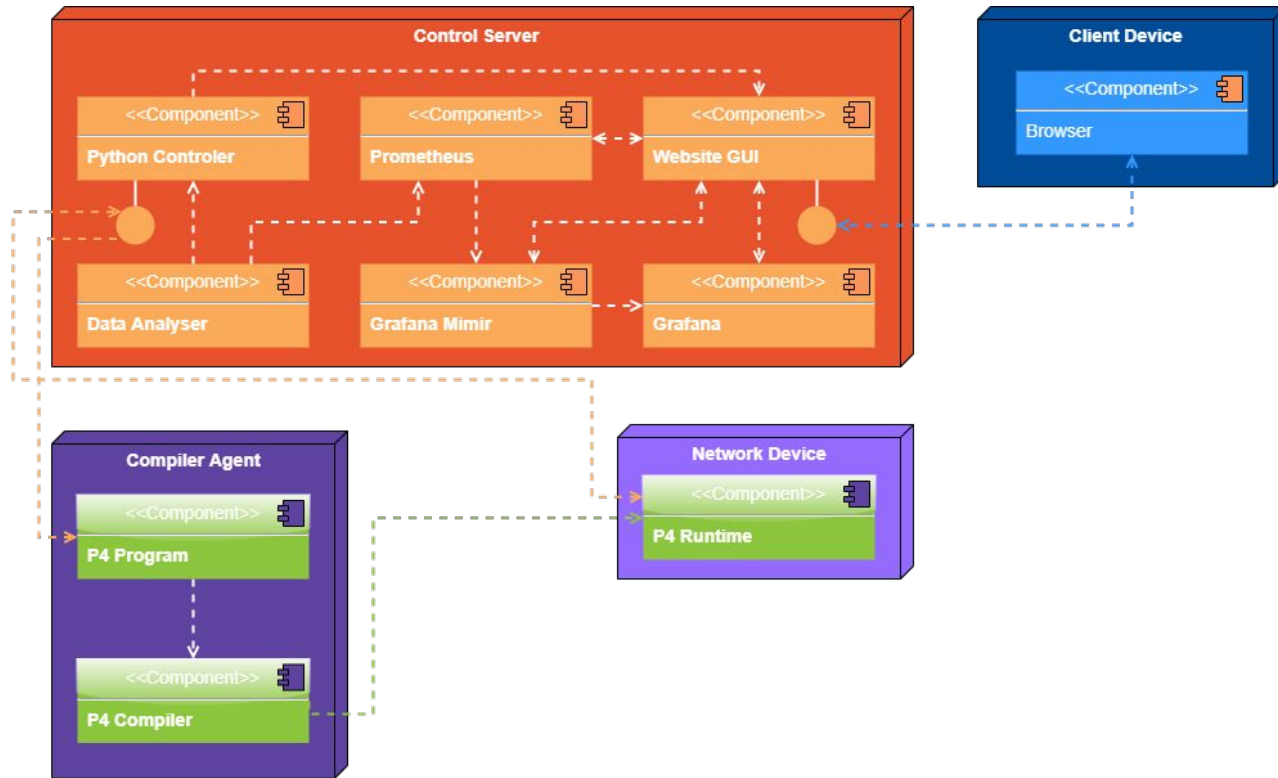 Control Server
<<Component>>
Python Controler
<<Component>>
Prometheus
<<Component>>
Website GUI
<<Component>>
Data Analyser
<<Component>>
Grafana Mimir
<<Component>>
Grafana
Client Device
<<Component>>
Browser
Compiler Agent
<<Component>>
P4 Program
<<Component>>
P4 Compiler
Network Device
<<Component>>
P4 Runtime